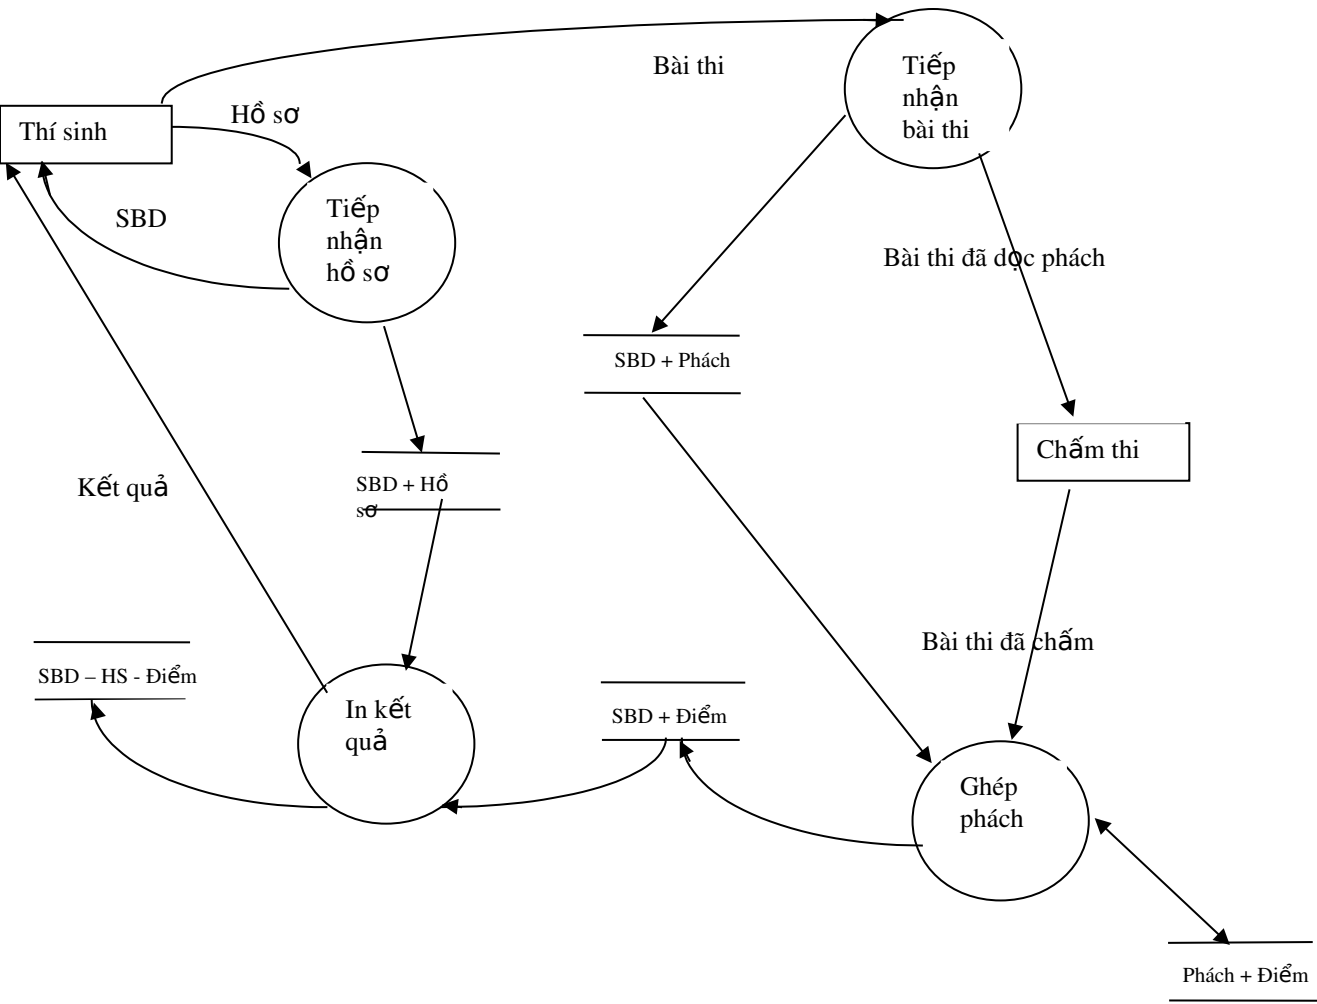 Bài thi
Tiếp
nhận
bài thi
Hồ sơ
Thí sinh
SBD
Tiếp
nhận
hồ sơ
Bài thi đã dọc phách
SBD + Phách
Chấm thi
Kết quả
SBD + Hồ
sơ
Bài thi đã chấm
SBD – HS - Điểm
In kết
quả
SBD + Điểm
Ghép
phách
Phách + Điểm